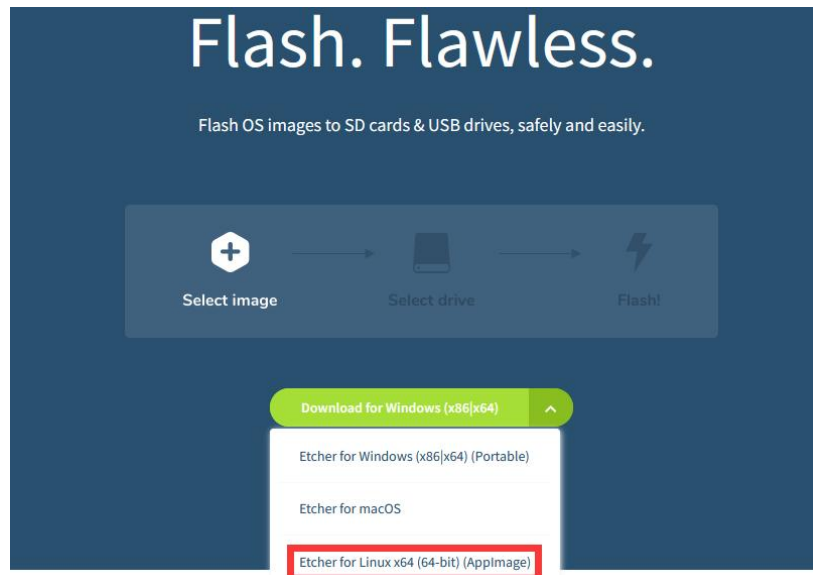 Flash. Flawless.
Flash OS images to SD cards & USB drives, safely and easily.
Select image
Select drive
Flash!
Download for Windows (x86|x64)
Etcher for Windows (x86|x64) (Portable)
Etcher for macOS
Etcher for Linux x64 (64-bit) (AppImage)